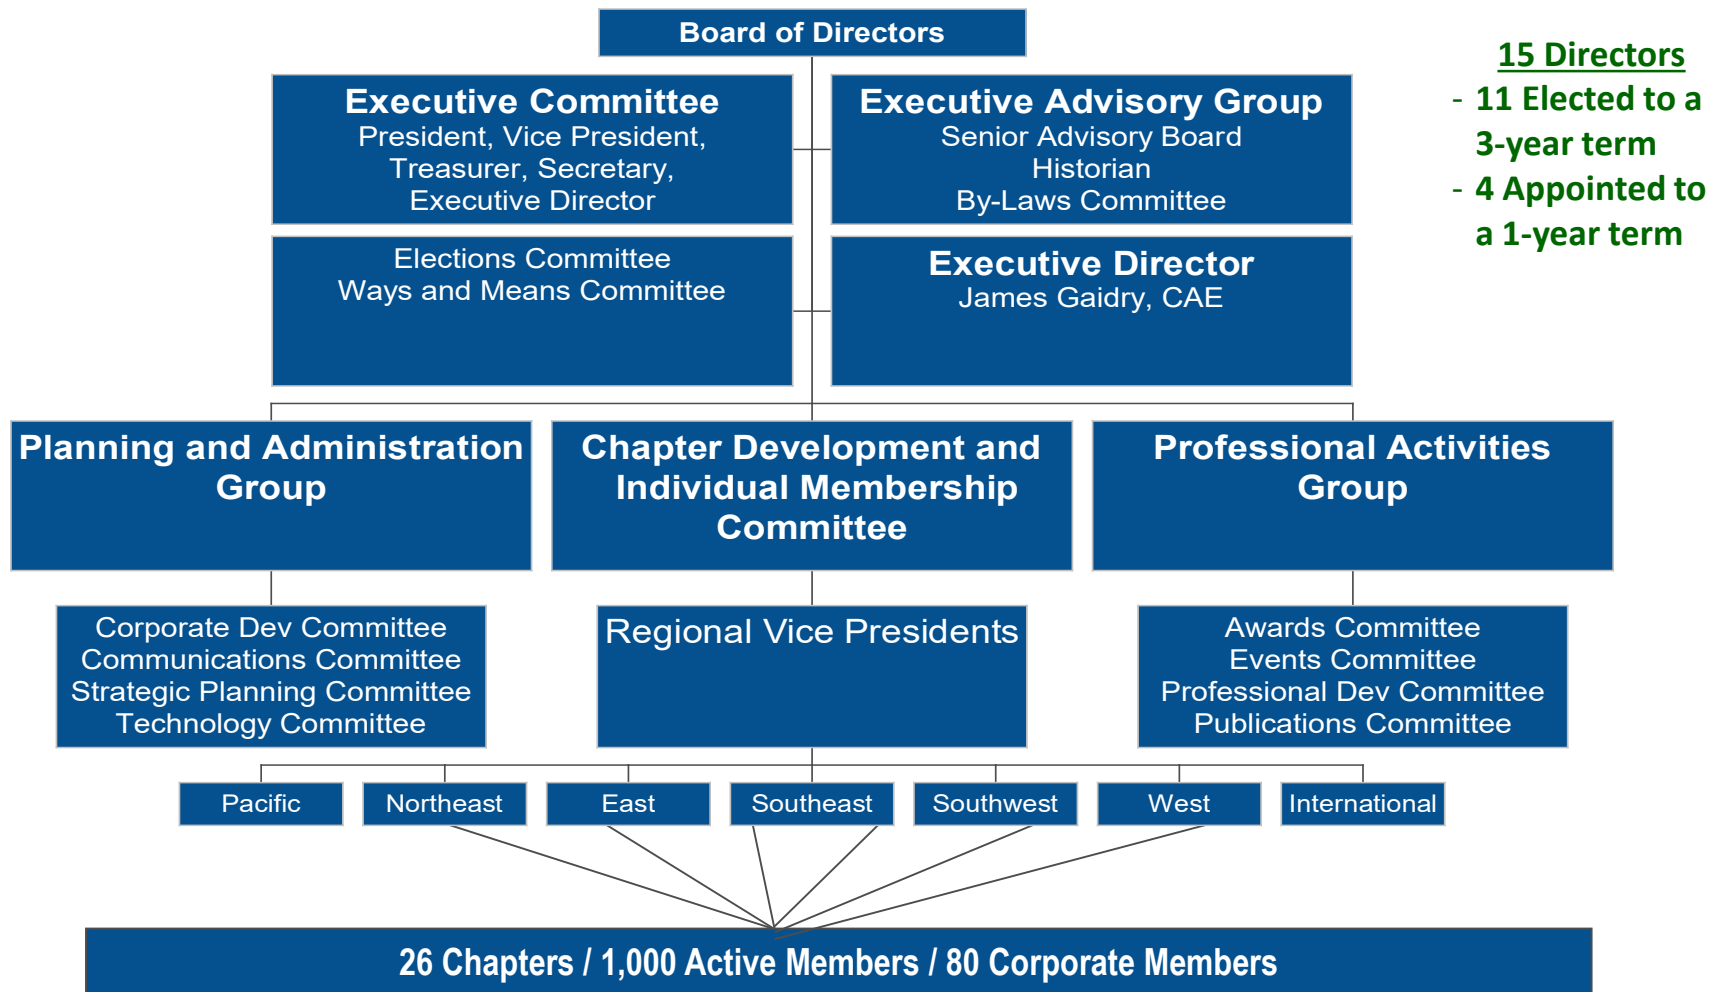 Board of Directors
15 Directors
- 11 Elected to a
3-year term
- 4 Appointed to
a 1-year term
Executive Committee
President, Vice President,
Treasurer, Secretary,
Executive Director
Executive Advisory Group
Senior Advisory Board
Historian
By-Laws Committee
Elections Committee
Ways and Means Committee
Executive Director
James Gaidry, CAE
Planning and Administration
Group
Chapter Development and
Individual Membership
Committee
Professional Activities
Group
Corporate Dev Committee
Communications Committee
Strategic Planning Committee
Technology Committee
Regional Vice Presidents
Awards Committee
Events Committee
Professional Dev Committee
Publications Committee
Pacific
Northeast
East
Southeast
Southwest
West
International
26 Chapters / 1,000 Active Members / 80 Corporate Members